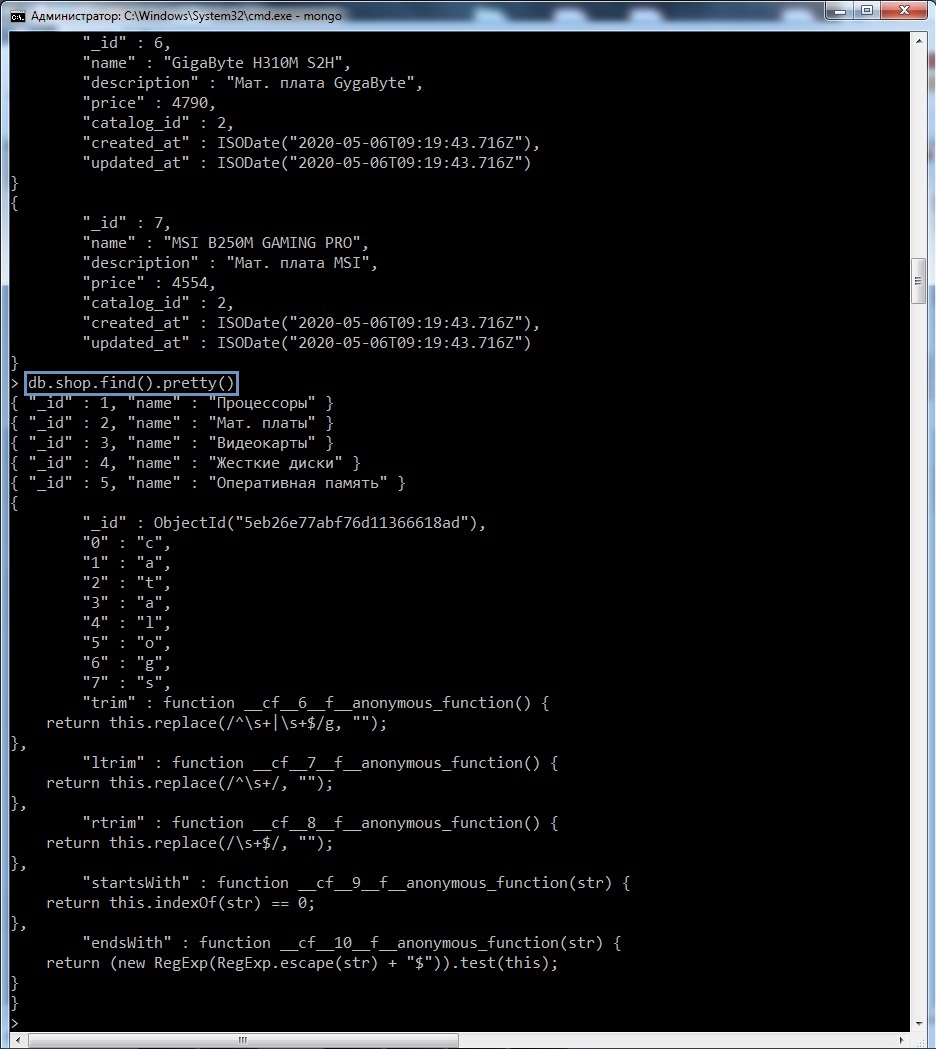 Администратор: C:\Windows\System32\cmd.exe - mongo
"_id" : 6,
"name" : "GigaByte H310M S2H",
"description" : "Мат. плата GygaByte",
"price" : 4790,
"catalog_id" : 2,
"created_at" : ISODate("2020-05-06T09:19:43.716Z"),
"updated_at" : ISODate("2020-05-06T09:19:43.716Z")
}
{
"_id" : 7,
"name" : "MSI B250M GAMING PRO",
"description" : "Мат. плата MSI",
"price" : 4554,
"catalog_id" : 2,
"created_at" : ISODate("2020-05-06T09:19:43.716Z"),
"updated_at" : ISODate("2020-05-06T09:19:43.716Z")
}
> db.shop.find().pretty()
{ "_id" : 1, "name" : "Процессоры" }
{ "_id" : 2, "name" : "Мат. платы" }
{ "_id" : 3, "name" : "Видеокарты" }
{ "_id" : 4, "name" : "Жесткие диски" }
{ "_id" : 5, "name" : "Оперативная память" }
{
"_id" : ObjectId("5eb26e77abf76d11366618ad"),
"0" : "c",
"1" : "a",
"2" : "t",
"3" : "a",
"4" : "l",
"5" : "o",
"6" : "g",
"7" : "s",
"trim" : function __cf__6__f__anonymous_function() {
return this.replace(/^\s+|\s+$/g, "");
},
"ltrim" : function __cf__7__f__anonymous_function() {
return this.replace(/^\s+/, "");
},
"rtrim" : function __cf__8__f__anonymous_function() {
return this.replace(/\s+$/, "");
},
"startsWith" : function __cf__9__f__anonymous_function(str) {
return this.indexOf(str) == 0;
},
"endsWith" : function __cf__10__f__anonymous_function(str) {
return (new RegExp(RegExp.escape(str) + "$")).test(this);
}
}
>